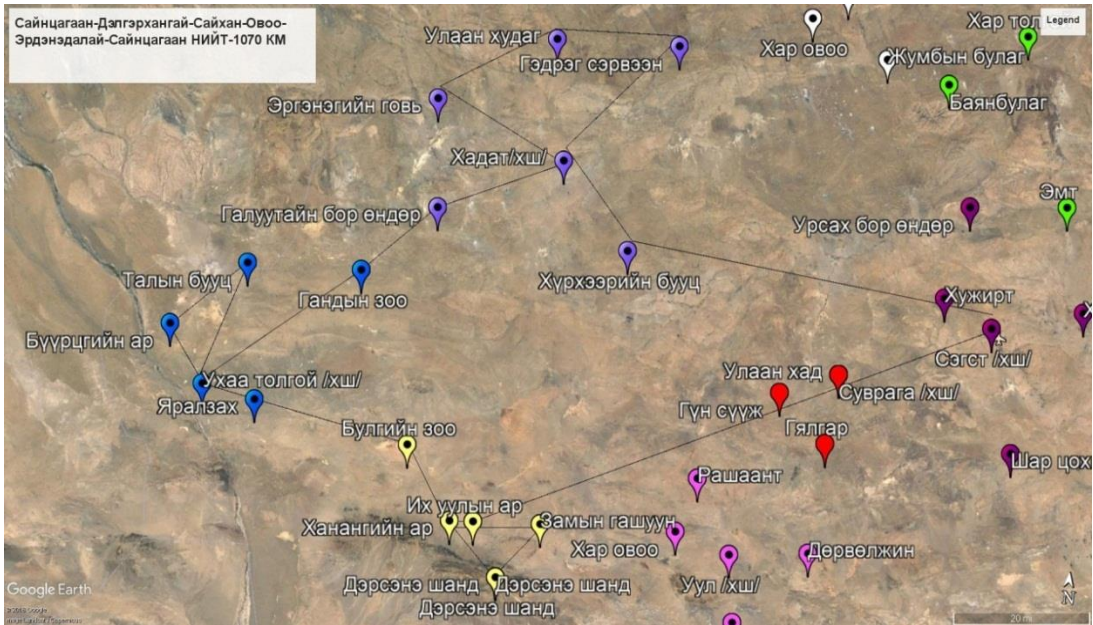 Сайнцагаан-Дэлгэрхангай-Сайхан-Овоо-
Эрдэнэдалай-Сайнцагаан НИЙТ-1070 КМ
Legend
Хар тол
Улаан худаг
Хар овоо
Гэдрэг сэрвээн
Жумбын булаг
Эргэнэгийн говь
Баянбулаг
Хадат/хш/
Эмт
Галуутайн бор өндөр
Урсах бор өндөр
Талын бууц
Хүрхээрийн бууц
Гандын зоо
Хужирт
Х
Бүүрцгийн ар
Сэгст /хш/
Улаан хад
Ухаа толгой /хш/
Суврага /хш/
Яралзах
Гүн сүүж
Булгийн зоо
Гялгар
Шар цох
Рашаант
Их уулын ар
Ханангийн ар
Замын гашуун
Хар овоо
Дөрвөлжин
Дэрсэнэ шанд
Дэрсэнэ шанд
Уул /хш/
Дэрсэнэ шанд
Google Earth
N
20 mi